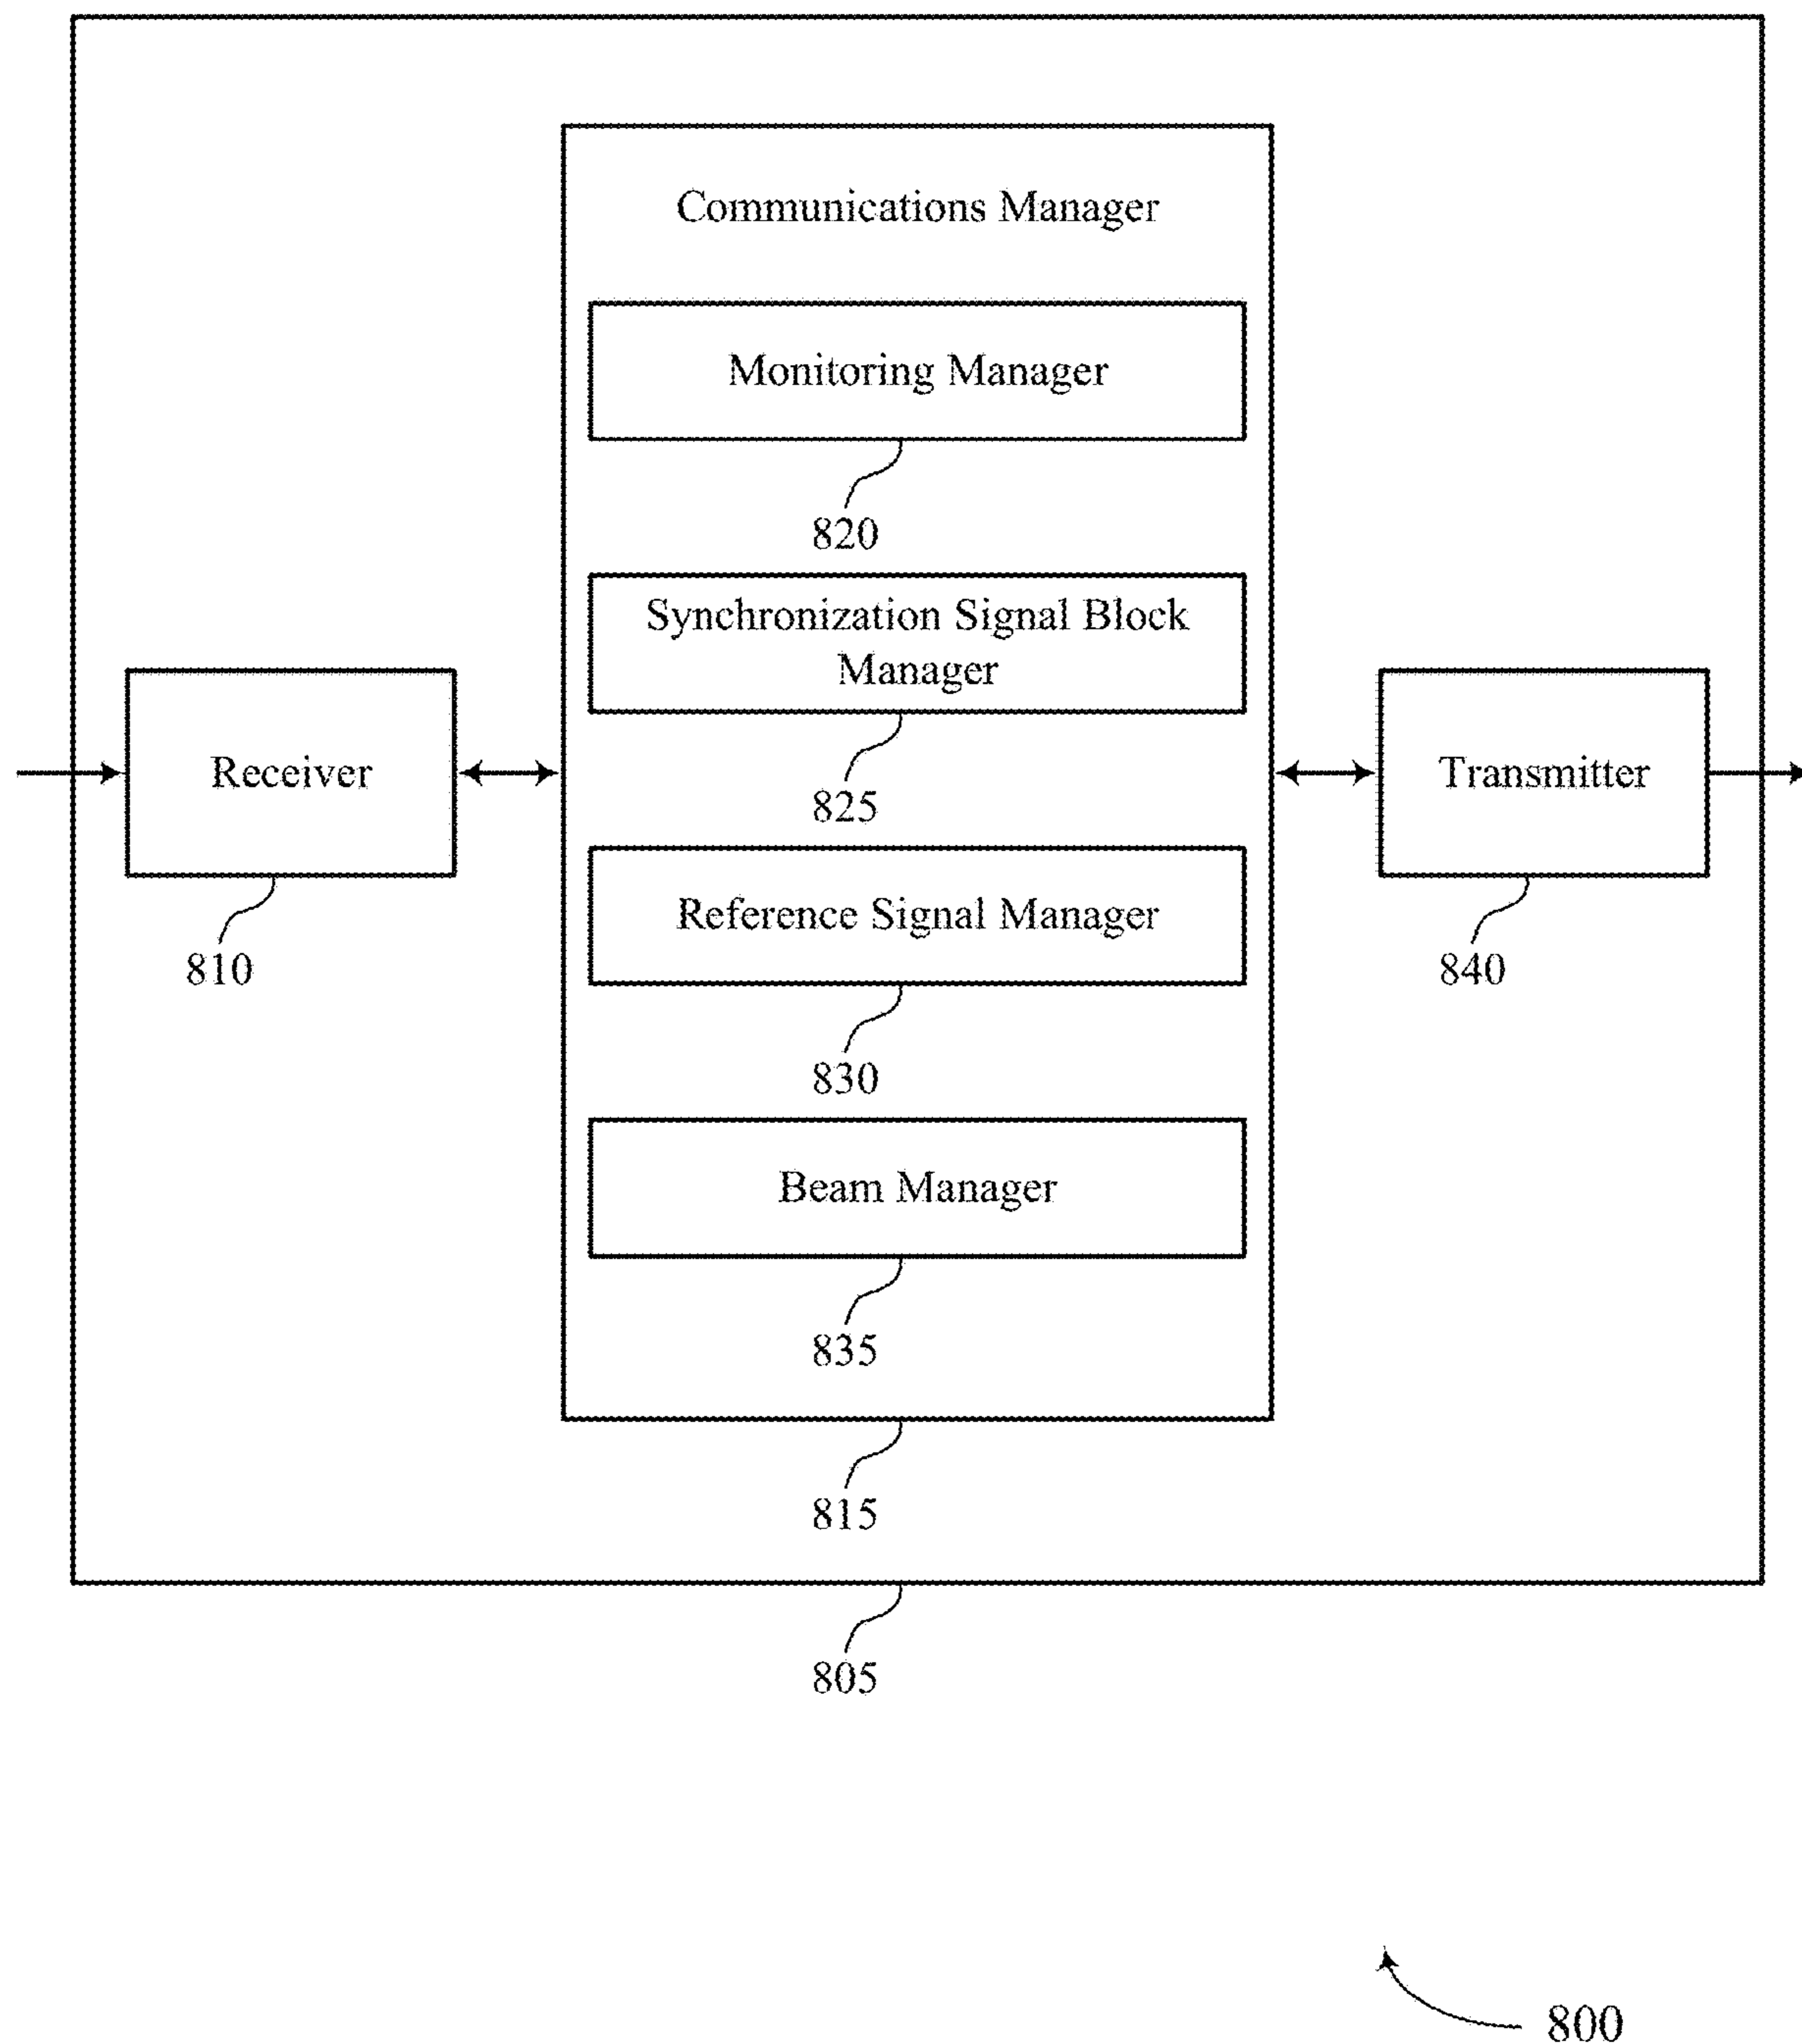 Communications Manager
Monitoring Manager
820
Synchronization Signal Block
Manager
825
Receiver
810
Reference Signal Manager
830
Transmitter
840
Beam Manager
835
815
805
800